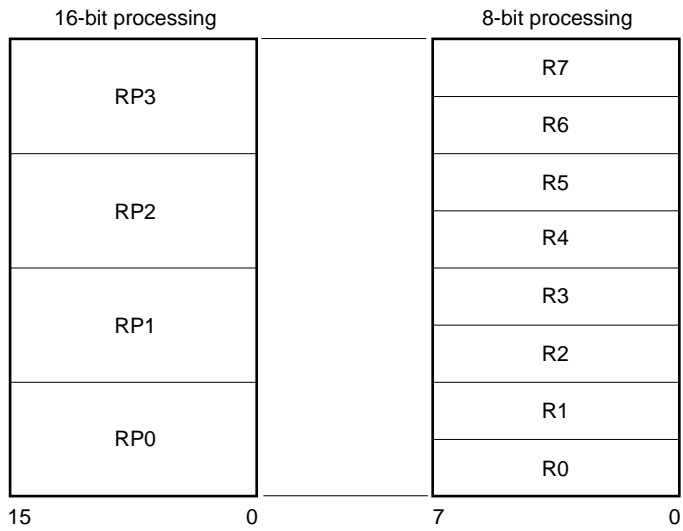 16-bit processing
8-bit processing
RP3
RP2
RP1
RP0
15 0
R7
R6
R5
R4
R3
R2
R1
R0
7 0